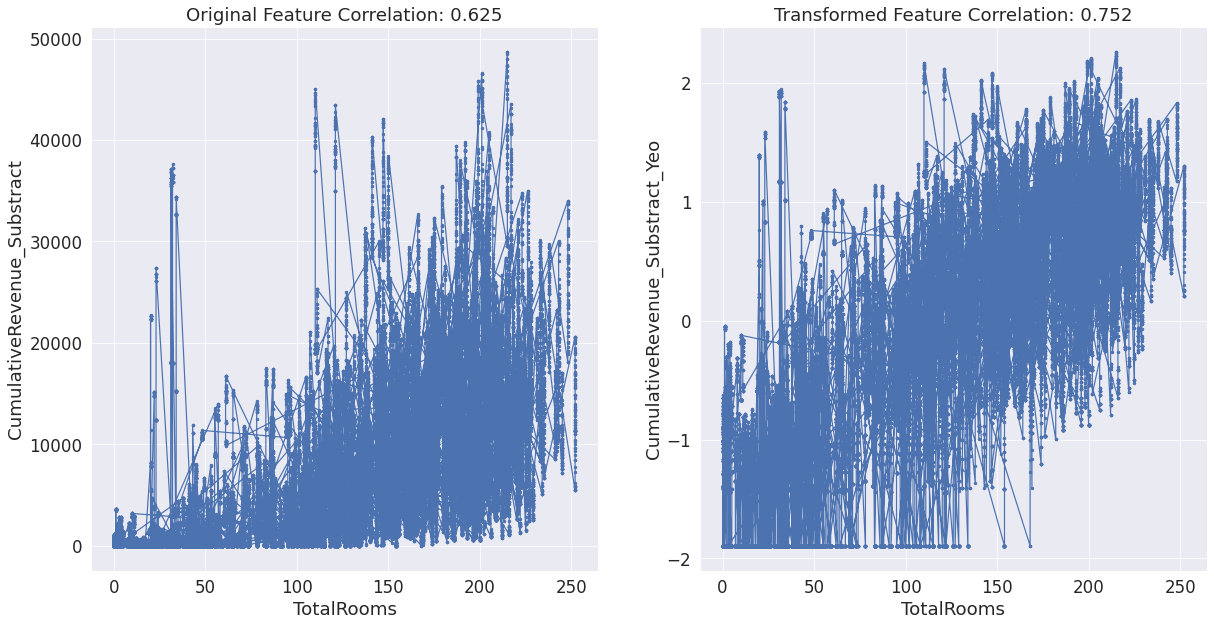 Original Feature Correlation: 0.625
50000
40000
30000
20000
10000
0
CumulativeRevenue_Substract
0 50 100 150 200 250
TotalRooms
Transformed Feature Correlation: 0.752
2
1
0
−1
−2
CumulativeRevenue_Substract_Yeo
0 50 100 150 200 250
TotalRooms